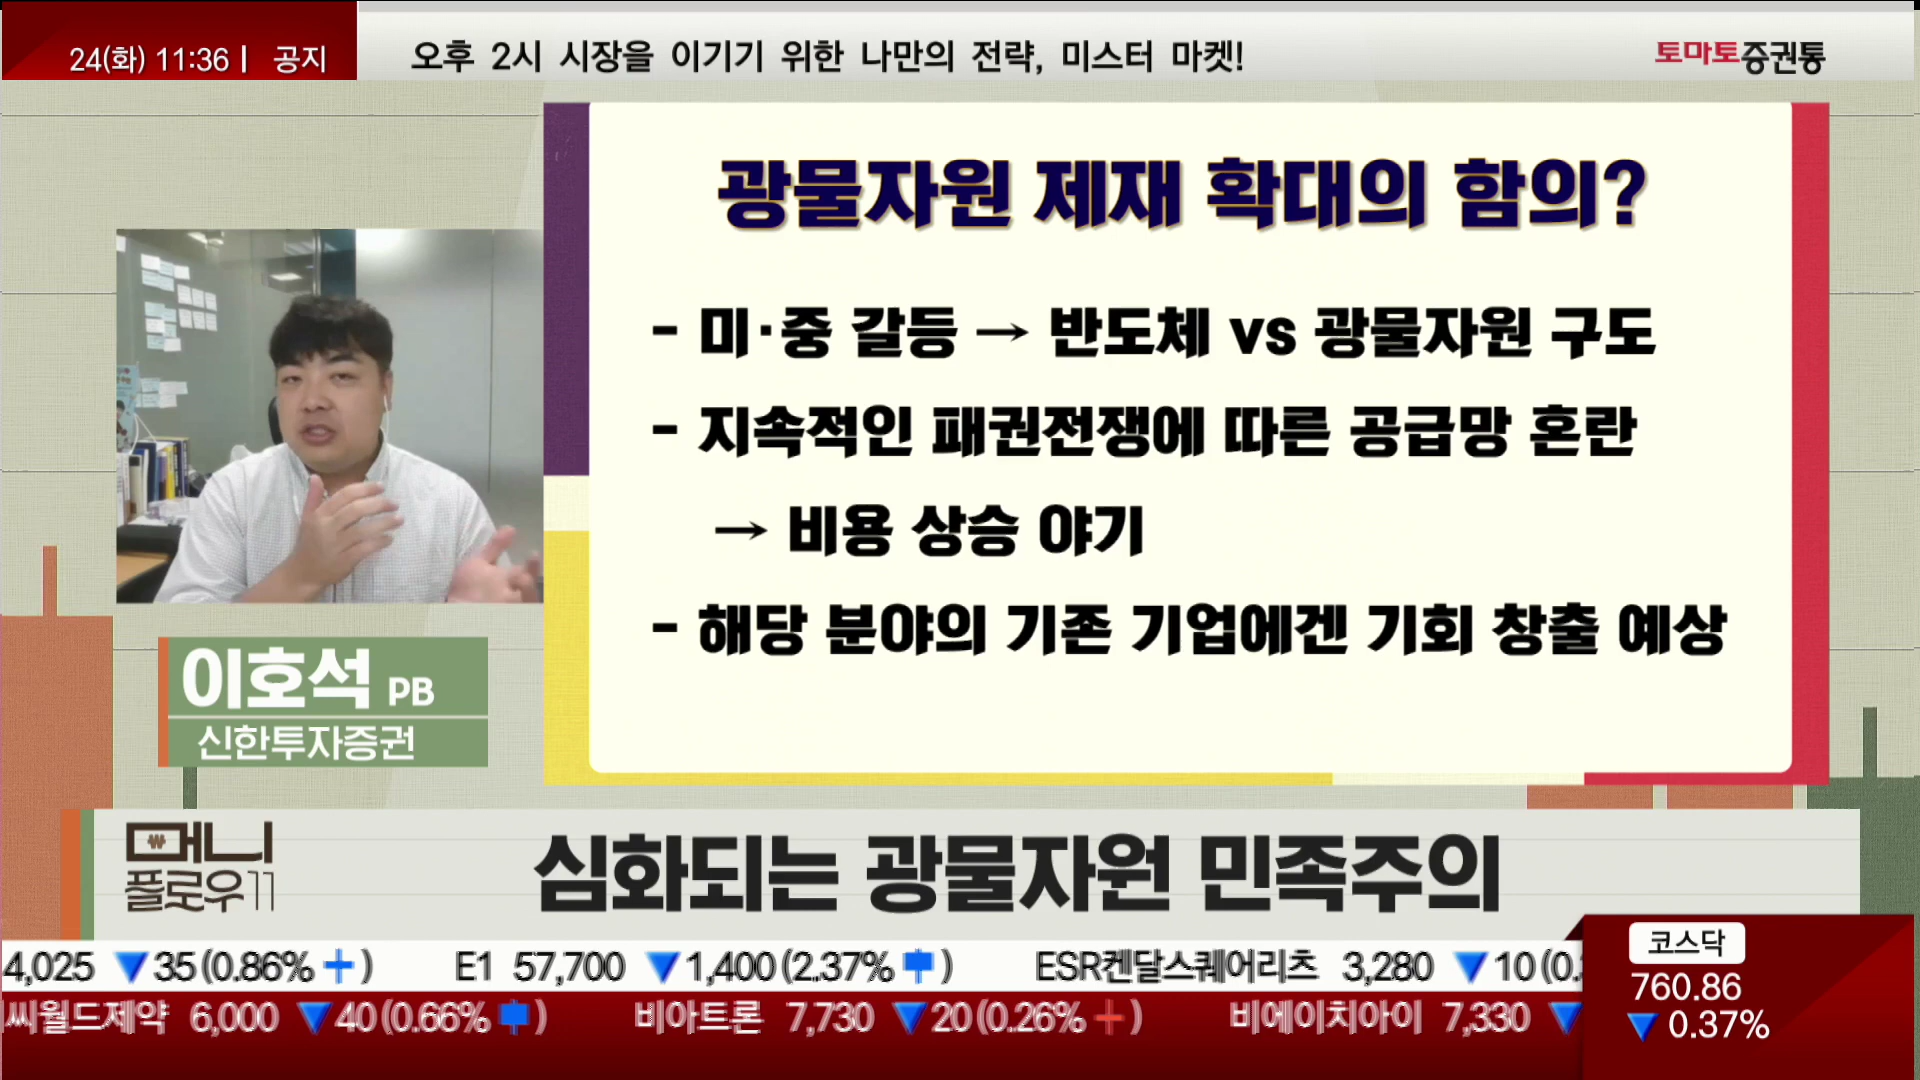 24(화) 11:36 | 공지
오후 2시 시장을 이기기 위한 나만의 전략, 미스터 마켓!
토마토증권통
광물자원 제재 확대의 함의?
- 미·중 갈등 → 반도체 vs 광물자원 구도
- 지속적인 패권전쟁에 따른 공급망 혼란
→ 비용 상승 야기
- 해당 분야의 기존 기업에겐 기회 창출 예상
이호석 PB
신한투자증권
머니
플로우11
심화되는 광물자원 민족주의
4,025 ▼35(0.86% ) E1 57,700 ▼1,400(2.37% ) ESR켄달스퀘어리츠 3,280 ▼10(0.
씨월드제약 6,000 ▼40(0.66% ) 비아트론 7,730 ▼20(0.26% ) 비에이치아이 7,330 ▼
코스닥
760.86
▼ 0.37%